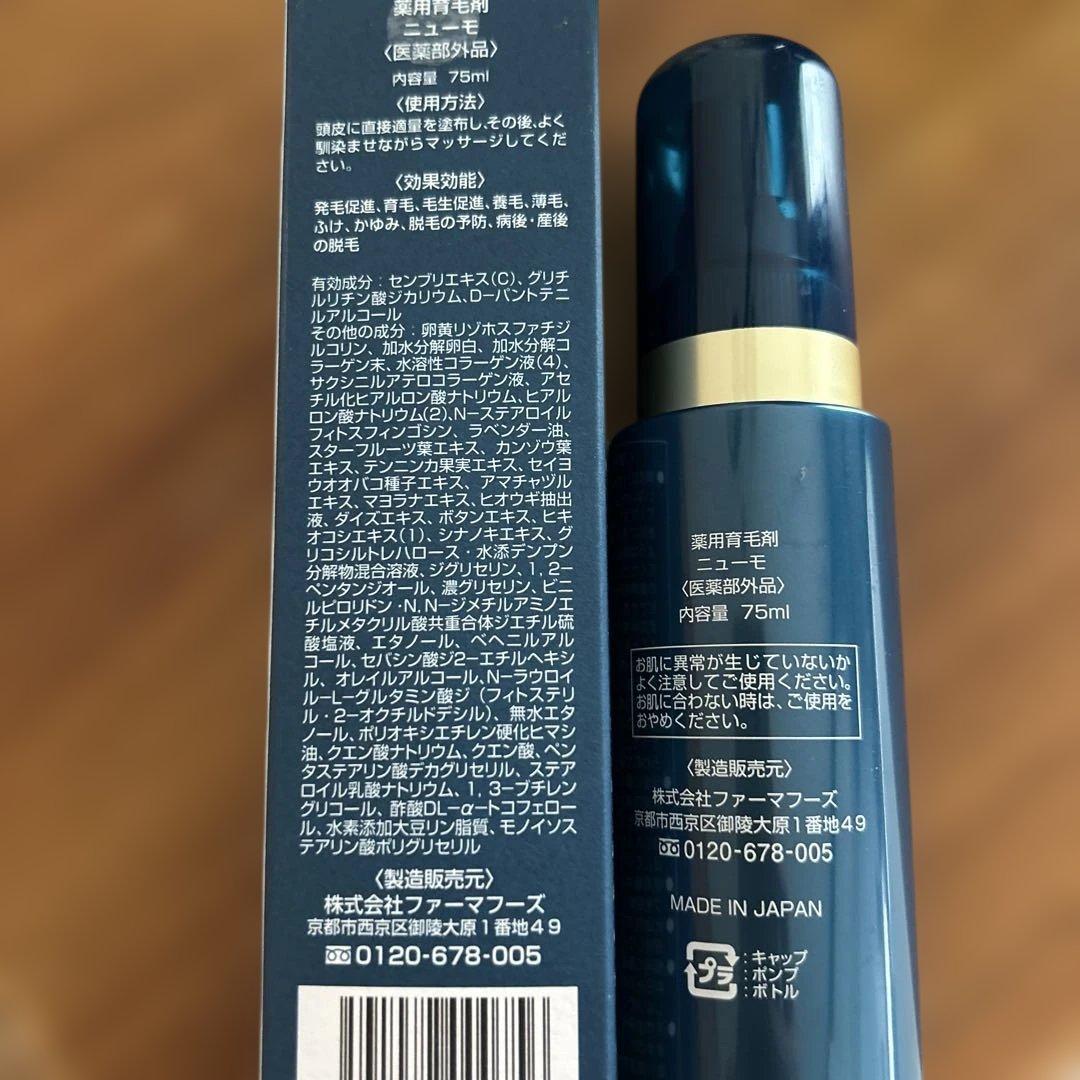 薬用育毛剤
ニューモ
〈医薬部外品〉
内容量 75ml
〈使用方法〉
頭皮に直接適量を塗布し、その後、よく
馴染ませながらマッサージしてくだ
さい。
〈効果効能〉
発毛促進、育毛、毛生促進、養毛、薄毛、
ふけ、かゆみ、脱毛の予防、病後・産後
の脱毛
有効成分：センブリエキス(C)、グリチ
ルリチン酸ジカリウム、D-パントテニ
ルアルコール
その他の成分：卵黄リゾホスファチジ
ルコリン、加水分解卵白、加水分解コ
ラーゲン末、水溶性コラーゲン液(4)、
サクシニルアテロコラーゲン液、アセ
チル化ヒアルロン酸ナトリウム、ヒアル
ロン酸ナトリウム(2)、N-ステアロイル
フィトスフィンゴシン、ラベンダー油、
スターフルーツ葉エキス、カンゾウ葉
エキス、テンニンカ果実エキス、セイヨ
ウオオバコ種子エキス、アマチャヅル
エキス、マヨラナエキス、ヒオウギ抽出
液、ダイズエキス、ボタンエキス、ヒキ
オコシエキス(1)、シナノキエキス、グ
リコシルトレハロース・水添デンプン
分解物混合溶液、ジグリセリン、1, 2-
ペンタンジオール、濃グリセリン、ビニ
ルピロリドン・N, N-ジメチルアミノエ
チルメタクリル酸共重合体ジエチル硫
酸塩液、エタノール、ベヘニルアル
コール、セバシン酸ジ2-エチルヘキシ
ル、オレイルアルコール、N-ラウロイ
ル-L-グルタミン酸ジ（フィトステリ
ル・2-オクチルドデシル）、無水エタ
ノール、ポリオキシエチレン硬化ヒマシ
油、クエン酸ナトリウム、クエン酸、ペン
タステアリン酸デカグリセリル、ステア
ロイル乳酸ナトリウム、1, 3-ブチレン
グリコール、酢酸DL-α-トコフェロー
ル、水素添加大豆リン脂質、モノイソス
テアリン酸ポリグリセリル
〈製造販売元〉
株式会社ファーマフーズ
京都市西京区御陵大原1番地49
0120-678-005
薬用育毛剤
ニューモ
〈医薬部外品〉
内容量 75ml
お肌に異常が生じていないか
よく注意してご使用ください。
お肌に合わない時は、ご使用を
おやめください。
〈製造販売元〉
株式会社ファーマフーズ
京都市西京区御陵大原1番地49
0120-678-005
MADE IN JAPAN
プラ
：キャップ
：ポンプ
：ボトル